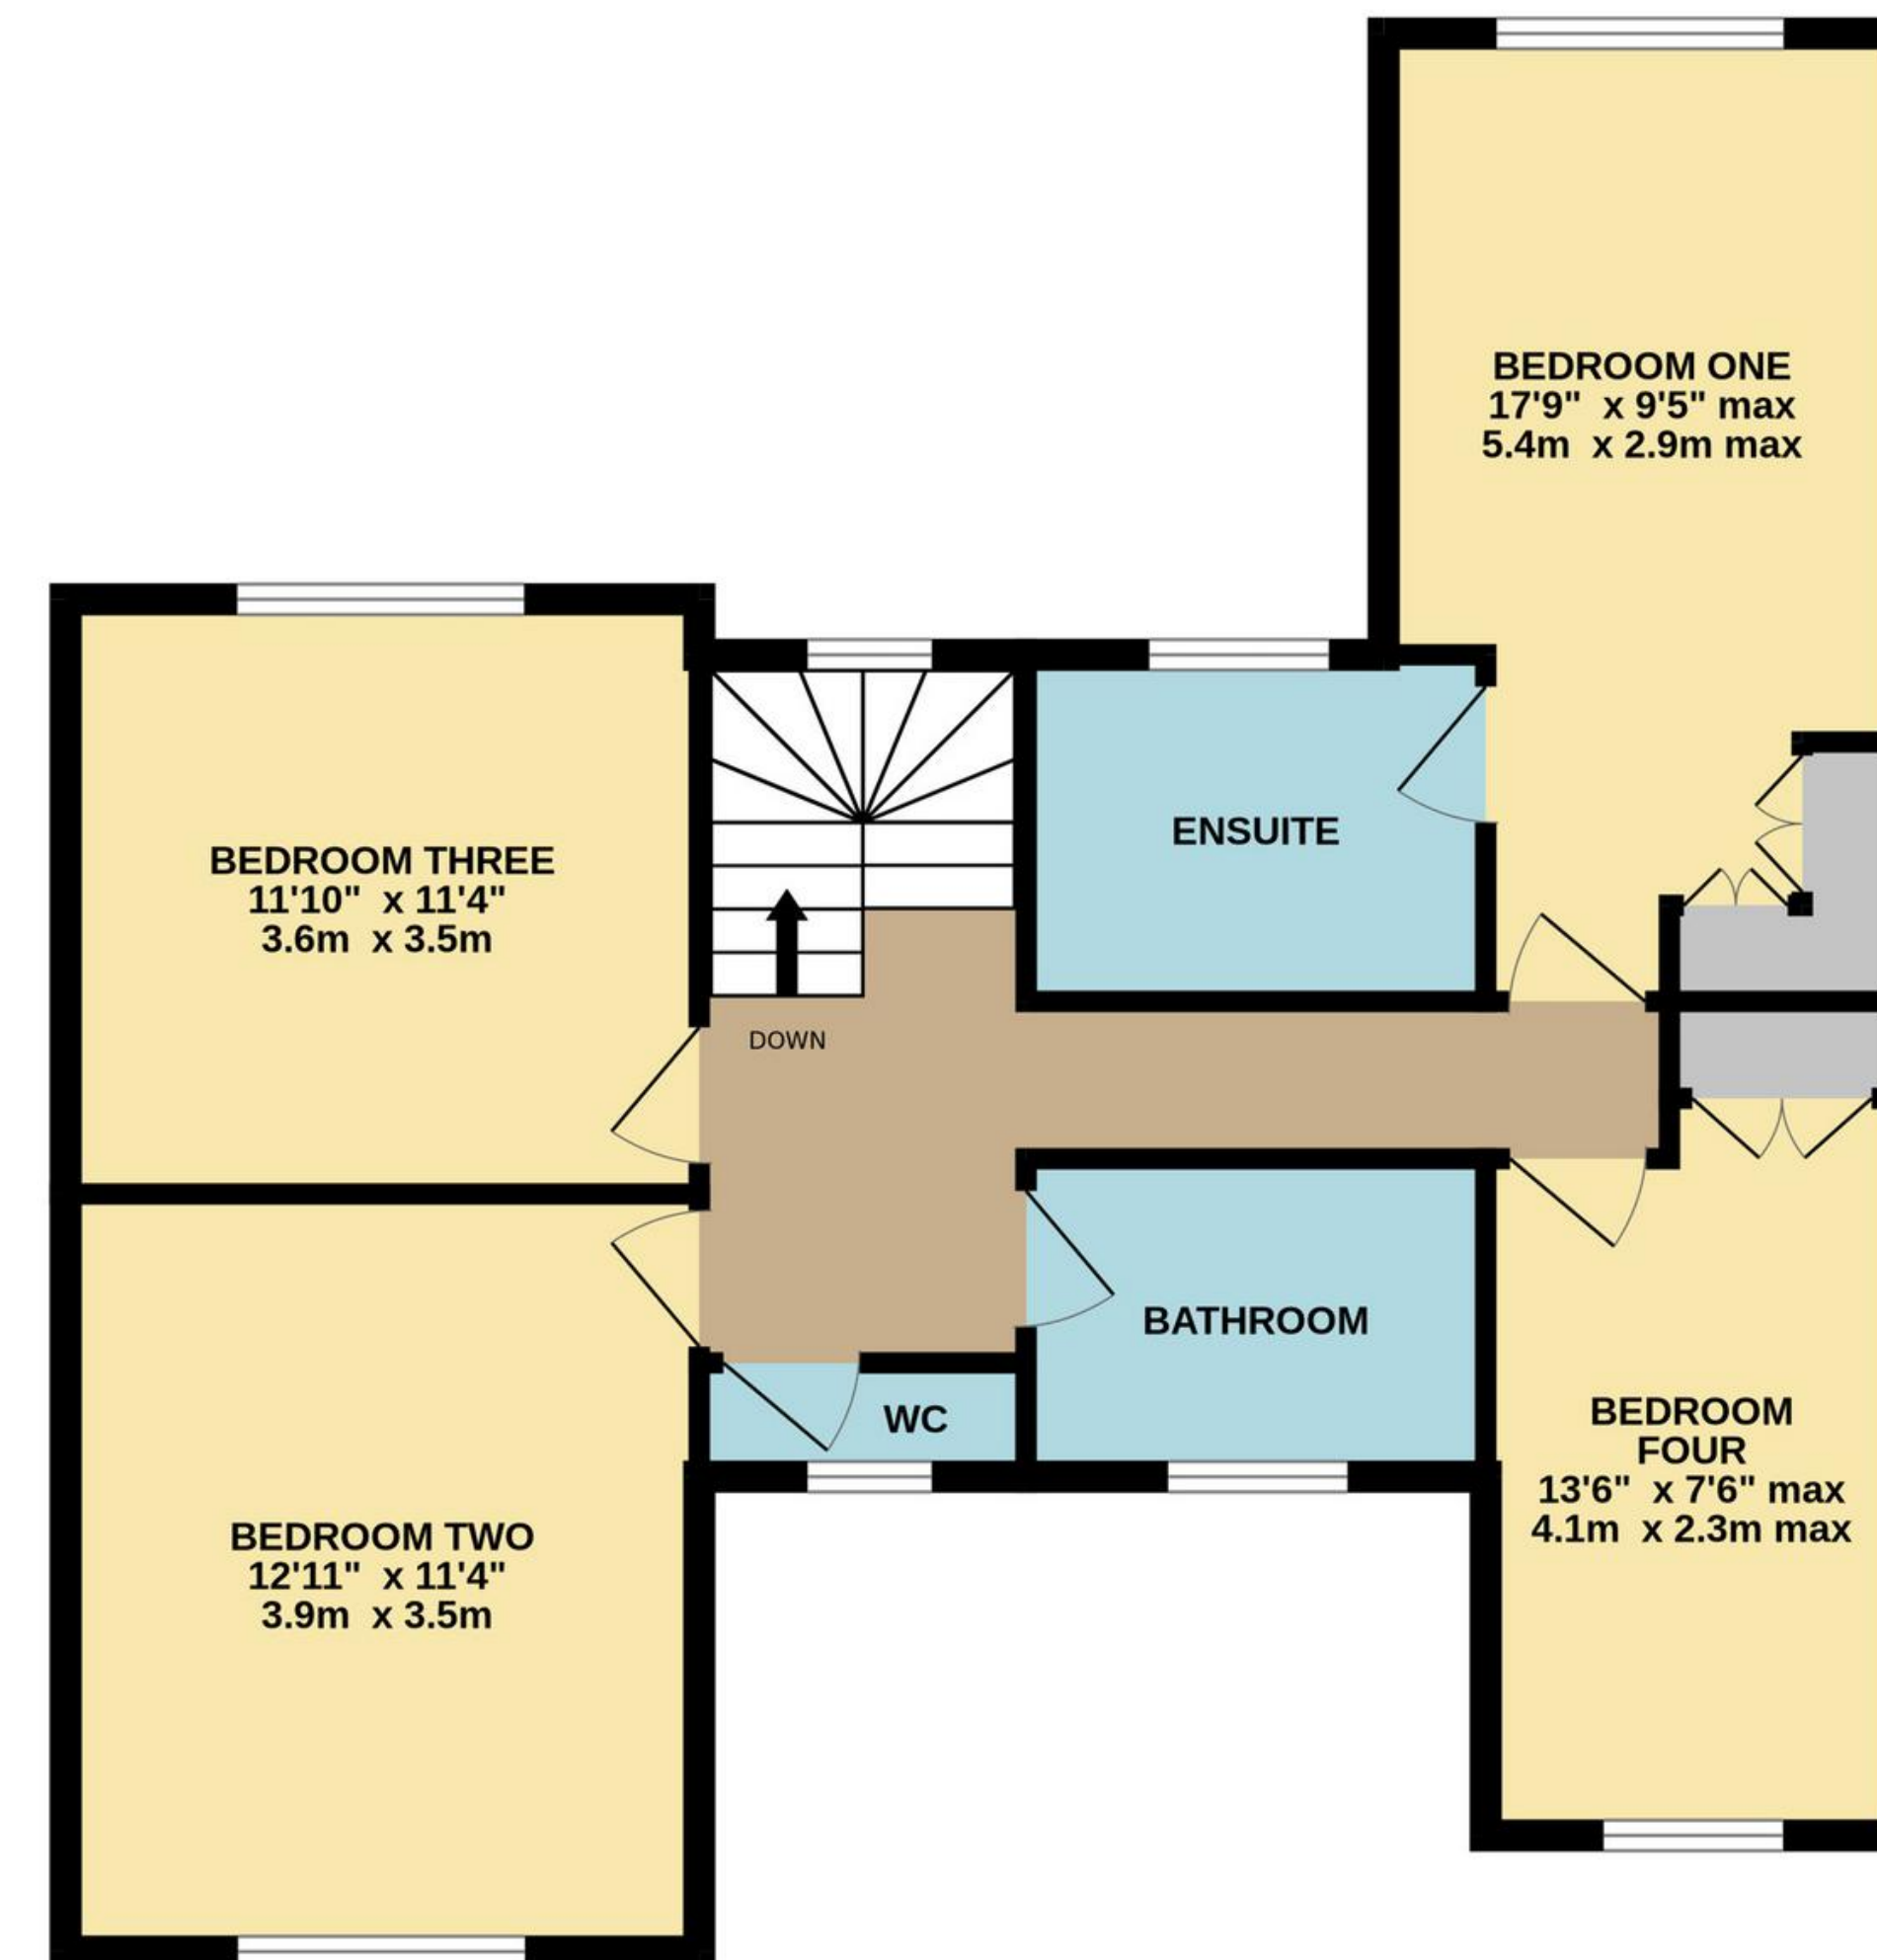 BEDROOM ONE
17'9" x 9'5" max
5.4m x 2.9m max
BEDROOM THREE
11'10" x 11'4"
3.6m x 3.5m
ENSUITE
DOWN
BATHROOM
WC
BEDROOM
FOUR
13'6" x 7'6" max
4.1m x 2.3m max
BEDROOM TWO
12'11" x 11'4"
3.9m x 3.5m